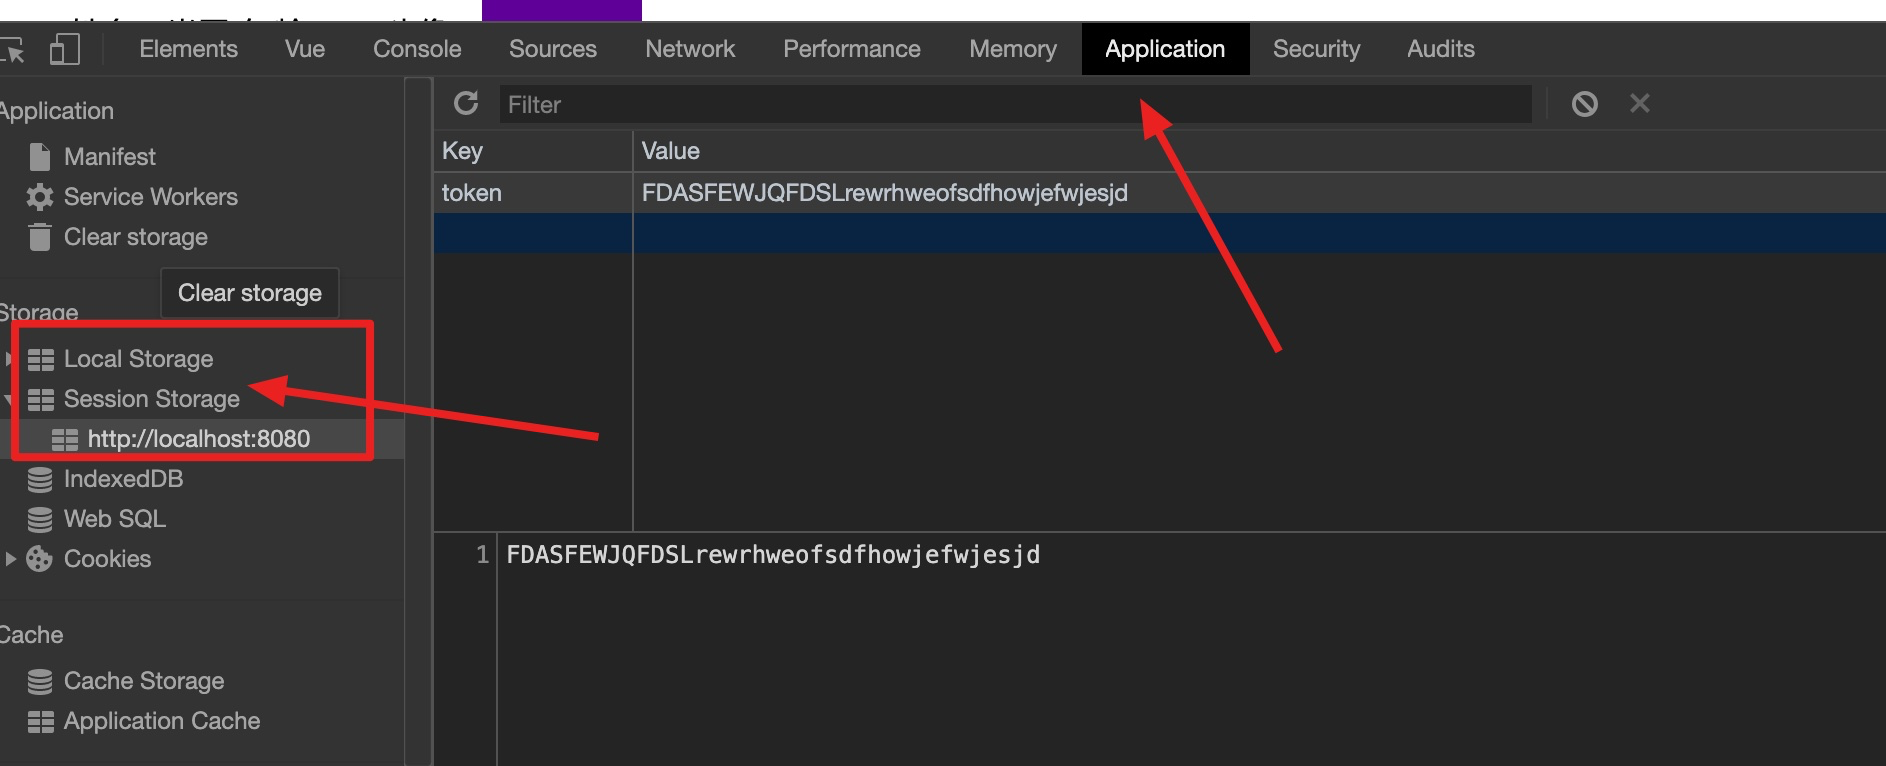 Elements Vue Console Sources Network Performance Memory Application Security Audits
Application
Manifest
Service Workers
Clear storage
Clear storage
Storage
Local Storage
Session Storage
http://localhost:8080
IndexedDB
Web SQL
Cookies
Cache
Cache Storage
Application Cache
Filter
Key Value
token FDASFEWJQFDSLrewrhweofsdfhowjefwjesjd
1 FDASFEWJQFDSLrewrhweofsdfhowjefwjesjd